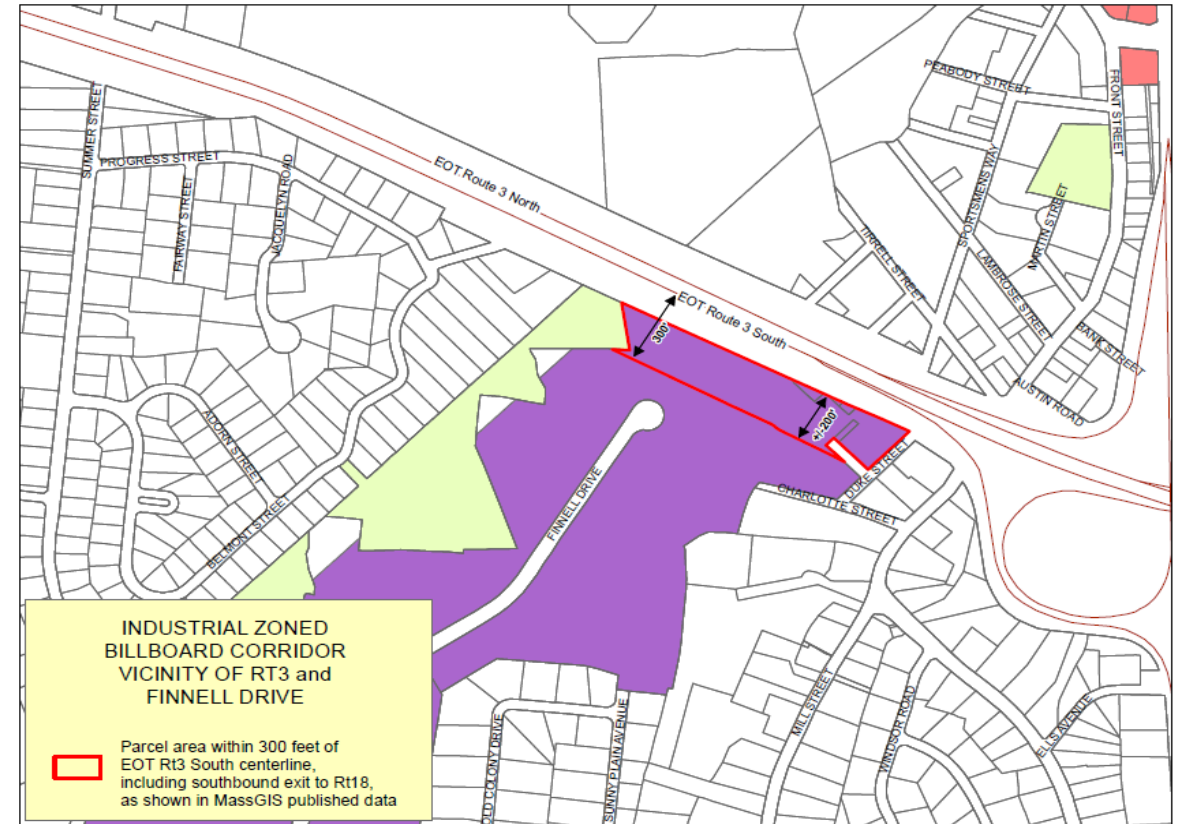 PEABODY STREET
FRONT STREET
SUMMER STREET
PROGRESS STREET
FAIRWAY STREET
JACQUELYN ROAD
EOT Route 3 North
SPORTSMENS WAY
MARTIN STREET
TIRRELL STREET
LAMBROSE STREET
BANK STREET
AUSTIN ROAD
EOT Route 3 South
300'
+/-200'
ADORN STREET
BELMONT STREET
FINNELL DRIVE
DUKE STREET
CHARLOTTE STREET
MILL STREET
WINDSOR ROAD
ELLS AVENUE
OLD COLONY DRIVE
SUNNY PLAIN AVENUE
INDUSTRIAL ZONED
BILLBOARD CORRIDOR
VICINITY OF RT3 and
FINNELL DRIVE
Parcel area within 300 feet of
EOT Rt3 South centerline,
including southbound exit to Rt18,
as shown in MassGIS published data